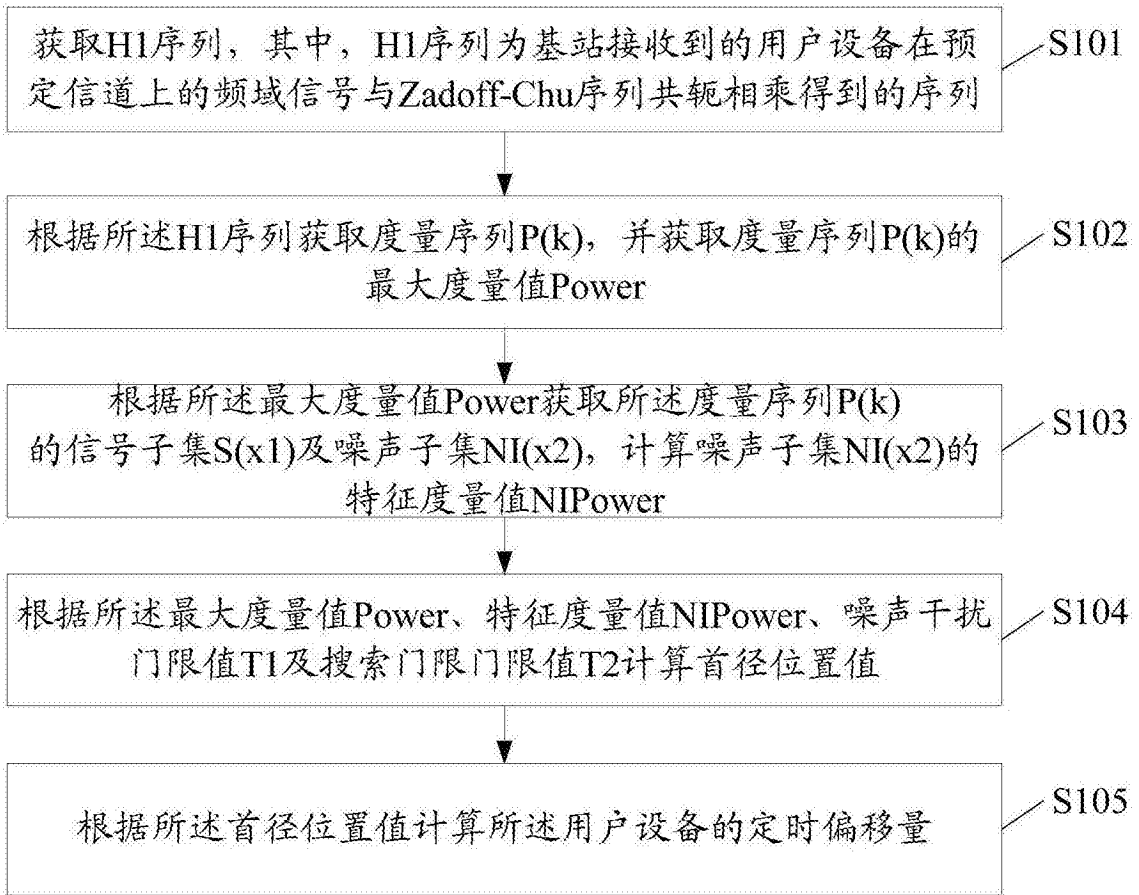 获取H1序列，其中，H1序列为基站接收到的用户设备在预
定信道上的频域信号与Zadoff-Chu序列共轭相乘得到的序列
S101
根据所述H1序列获取度量序列P(k)，并获取度量序列P(k)的
最大度量值Power
S102
根据所述最大度量值Power获取所述度量序列P(k)
的信号子集S(x1)及噪声子集NI(x2)，计算噪声子集NI(x2)的
特征度量值NIPower
S103
根据所述最大度量值Power、特征度量值NIPower、噪声干扰
门限值T1及搜索门限门限值T2计算首径位置值
S104
根据所述首径位置值计算所述用户设备的定时偏移量
S105